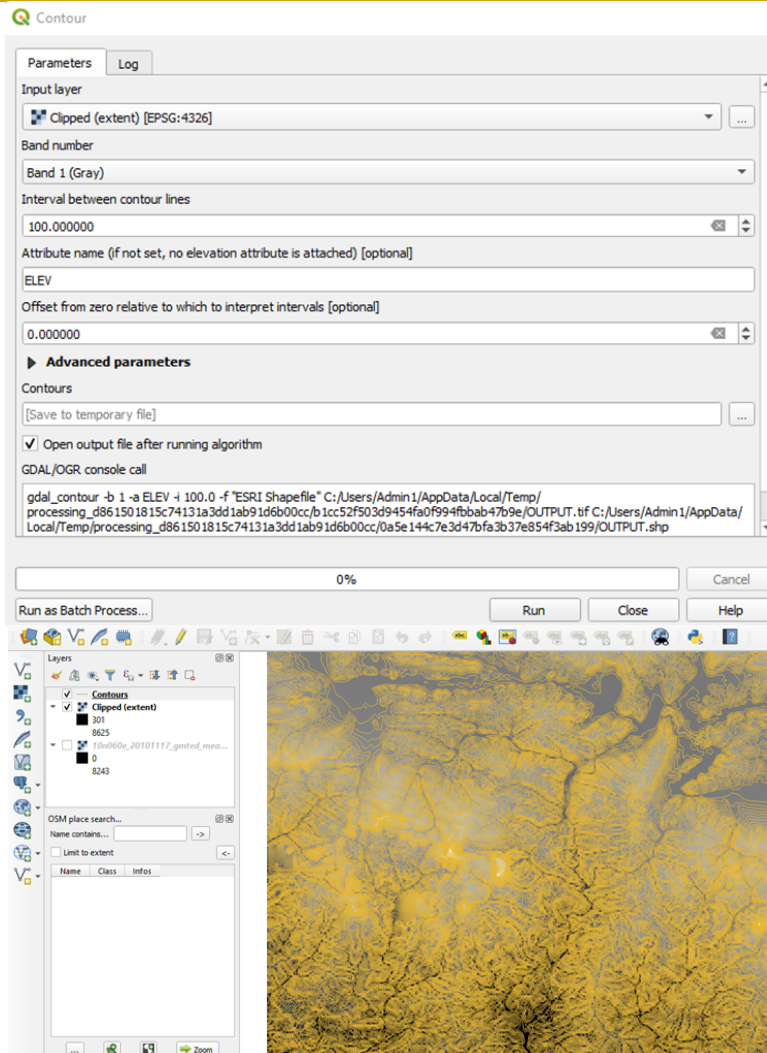 Contour
Parameters
Log
Input layer
Clipped (extent) [EPSG:4326]
...
Band number
Band 1 (Gray)
Interval between contour lines
100.000000
Attribute name (if not set, no elevation attribute is attached) [optional]
ELEV
Offset from zero relative to which to interpret intervals [optional]
0.000000
Advanced parameters
Contours
[Save to temporary file]
...
Open output file after running algorithm
GDAL/OGR console call
gdal_contour -b 1 -a ELEV -i 100.0 -f "ESRI Shapefile" C:/Users/Admin1/AppData/Local/Temp/
processing_d861501815c74131a3dd1ab91d6b00cc/b1cc52f503d9454fa0f994fbbab47b9e/OUTPUT.tif C:/Users/Admin1/AppData/
Local/Temp/processing_d861501815c74131a3dd1ab91d6b00cc/0a5e144c7e3d47bfa3b37e854f3ab199/OUTPUT.shp
0%
Cancel
Run as Batch Process...
Run
Close
Help
Layers
Contours
Clipped (extent)
301
8625
10n060e_20101117_gmted_mea...
0
8243
OSM place search...
Name contains...
->
Limit to extent
<-
Name Class Infos
...
Zoom